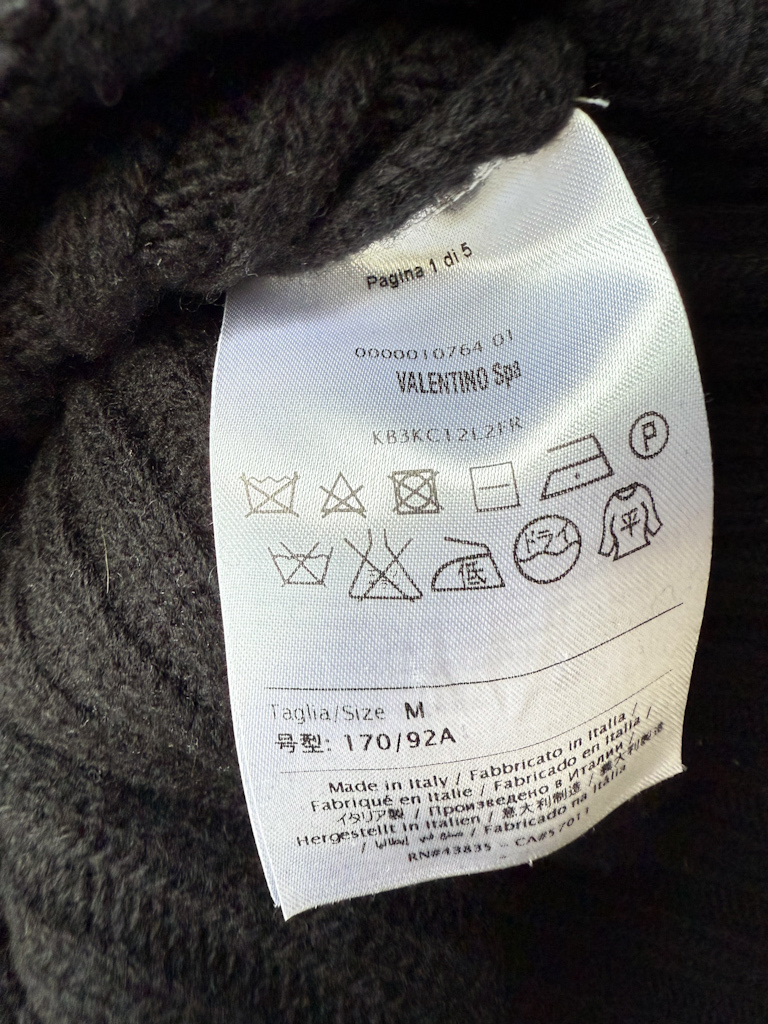 Pagina 1 di 5
0000010764 01
VALENTINO Spa
KB3KC12L2FR
P
低 ドライ 平
Taglia/Size M
号型: 170/92A
Made in Italy / Fabbricato in Italia /
Fabriqué en Italie / Fabricado en Italia /
イタリア製 / Произведено в Италии / 義大利製造
Hergestellt in Italien / 意大利制造 /
/ Fabricado na Itália
RN#43835 - CA#57011